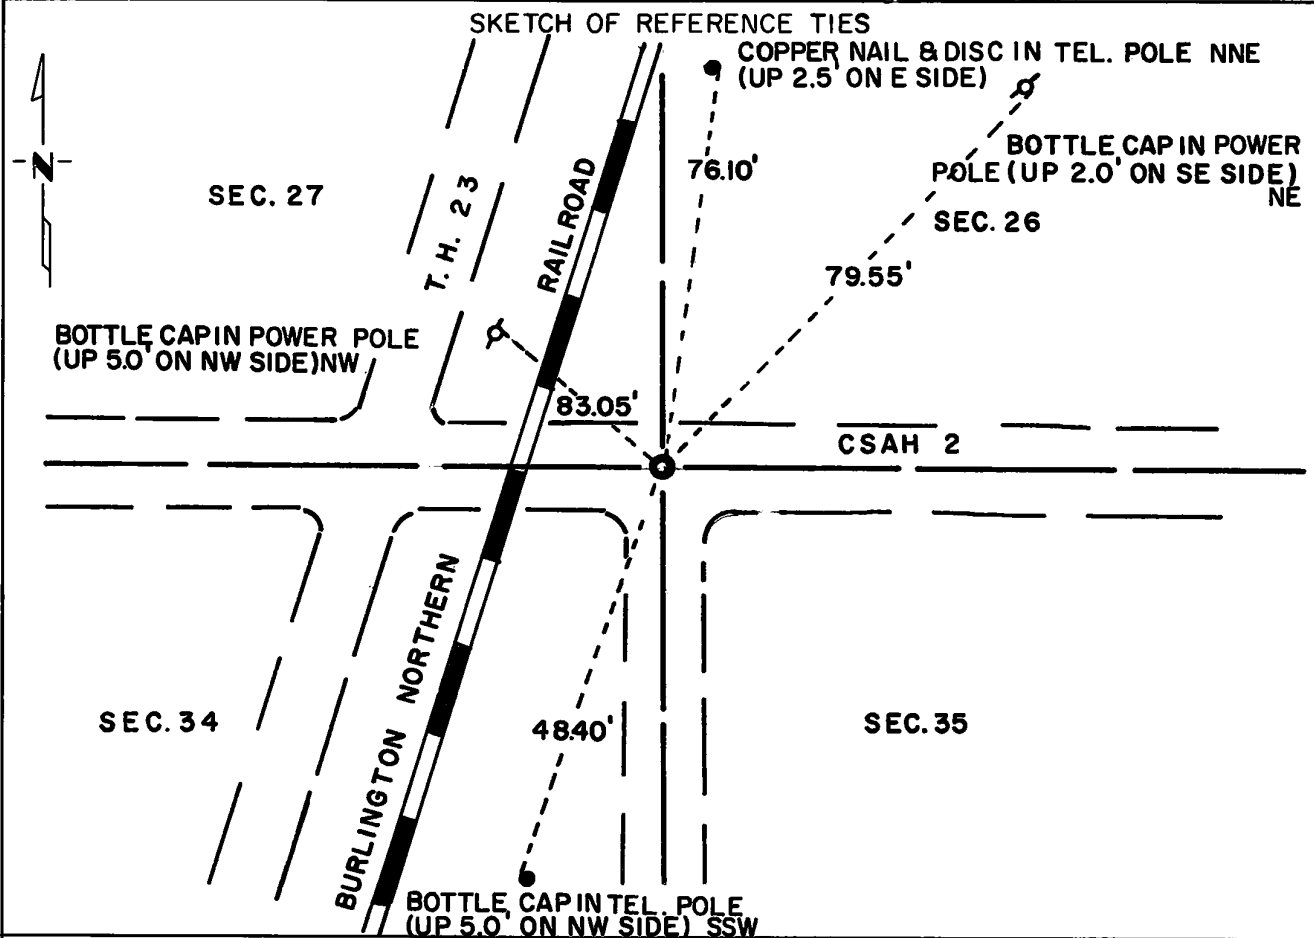 SKETCH OF REFERENCE TIES
COPPER NAIL & DISC IN TEL. POLE NNE
(UP 2.5' ON E SIDE)
BOTTLE CAP IN POWER
POLE (UP 2.0' ON SE SIDE)
NE
N
SEC. 27
T. H. 23
RAILROAD
76.10'
SEC. 26
79.55'
BOTTLE CAP IN POWER POLE
(UP 5.0' ON NW SIDE) NW
83.05'
CSAH 2
BURLINGTON NORTHERN
SEC. 34
48.40'
SEC. 35
BOTTLE CAP IN TEL. POLE
(UP 5.0' ON NW SIDE) SSW